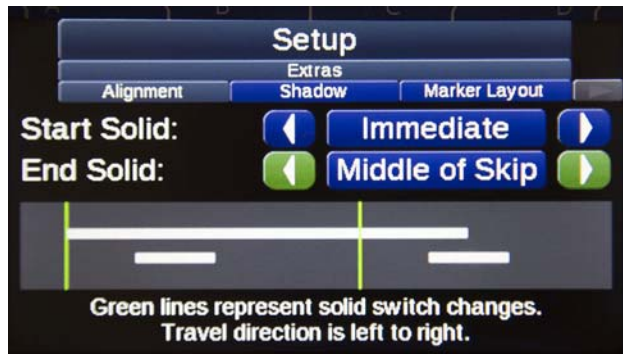 A B C D
Setup
Extras
Alignment Shadow Marker Layout
Start Solid: Immediate
End Solid: Middle of Skip
Green lines represent solid switch changes.
Travel direction is left to right.